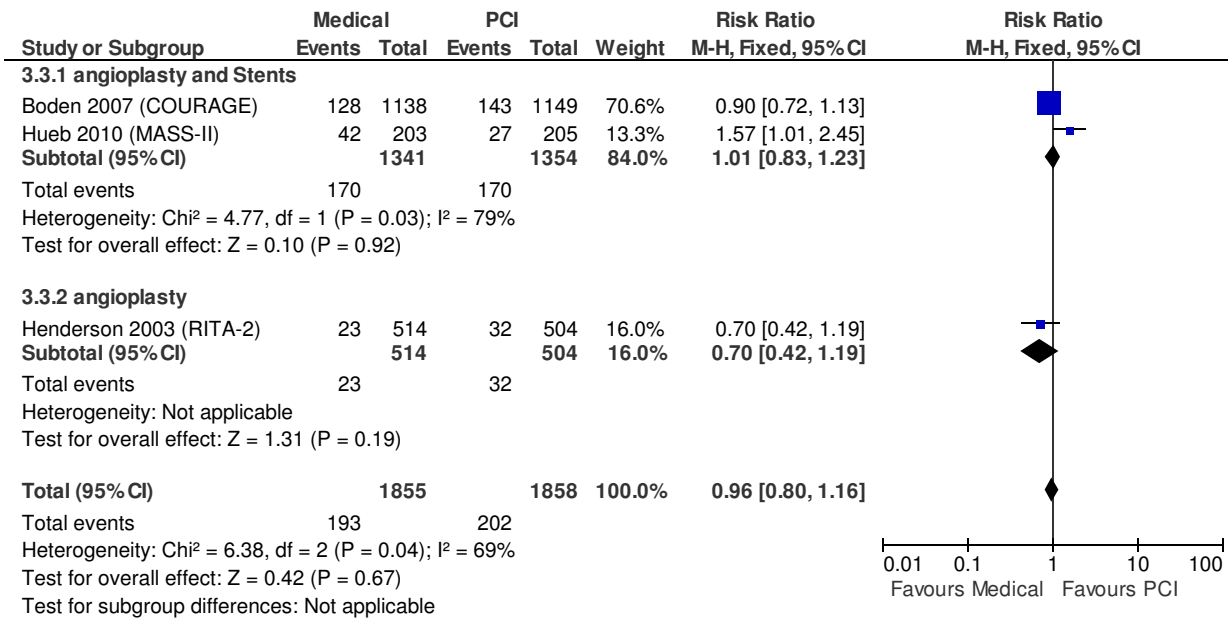 Medical PCI Risk Ratio Risk Ratio
Study or Subgroup Events Total Events Total Weight M-H, Fixed, 95% CI M-H, Fixed, 95% CI
3.3.1 angioplasty and Stents
Boden 2007 (COURAGE) 128 1138 143 1149 70.6% 0.90 [0.72, 1.13]
Hueb 2010 (MASS-II) 42 203 27 205 13.3% 1.57 [1.01, 2.45]
Subtotal (95% CI) 1341 1354 84.0% 1.01 [0.83, 1.23]
Total events 170 170
Heterogeneity: Chi² = 4.77, df = 1 (P = 0.03); I² = 79%
Test for overall effect: Z = 0.10 (P = 0.92)
3.3.2 angioplasty
Henderson 2003 (RITA-2) 23 514 32 504 16.0% 0.70 [0.42, 1.19]
Subtotal (95% CI) 514 504 16.0% 0.70 [0.42, 1.19]
Total events 23 32
Heterogeneity: Not applicable
Test for overall effect: Z = 1.31 (P = 0.19)
Total (95% CI) 1855 1858 100.0% 0.96 [0.80, 1.16]
Total events 193 202
Heterogeneity: Chi² = 6.38, df = 2 (P = 0.04); I² = 69%
Test for overall effect: Z = 0.42 (P = 0.67)
Test for subgroup differences: Not applicable
0.01 0.1 1 10 100
Favours Medical Favours PCI